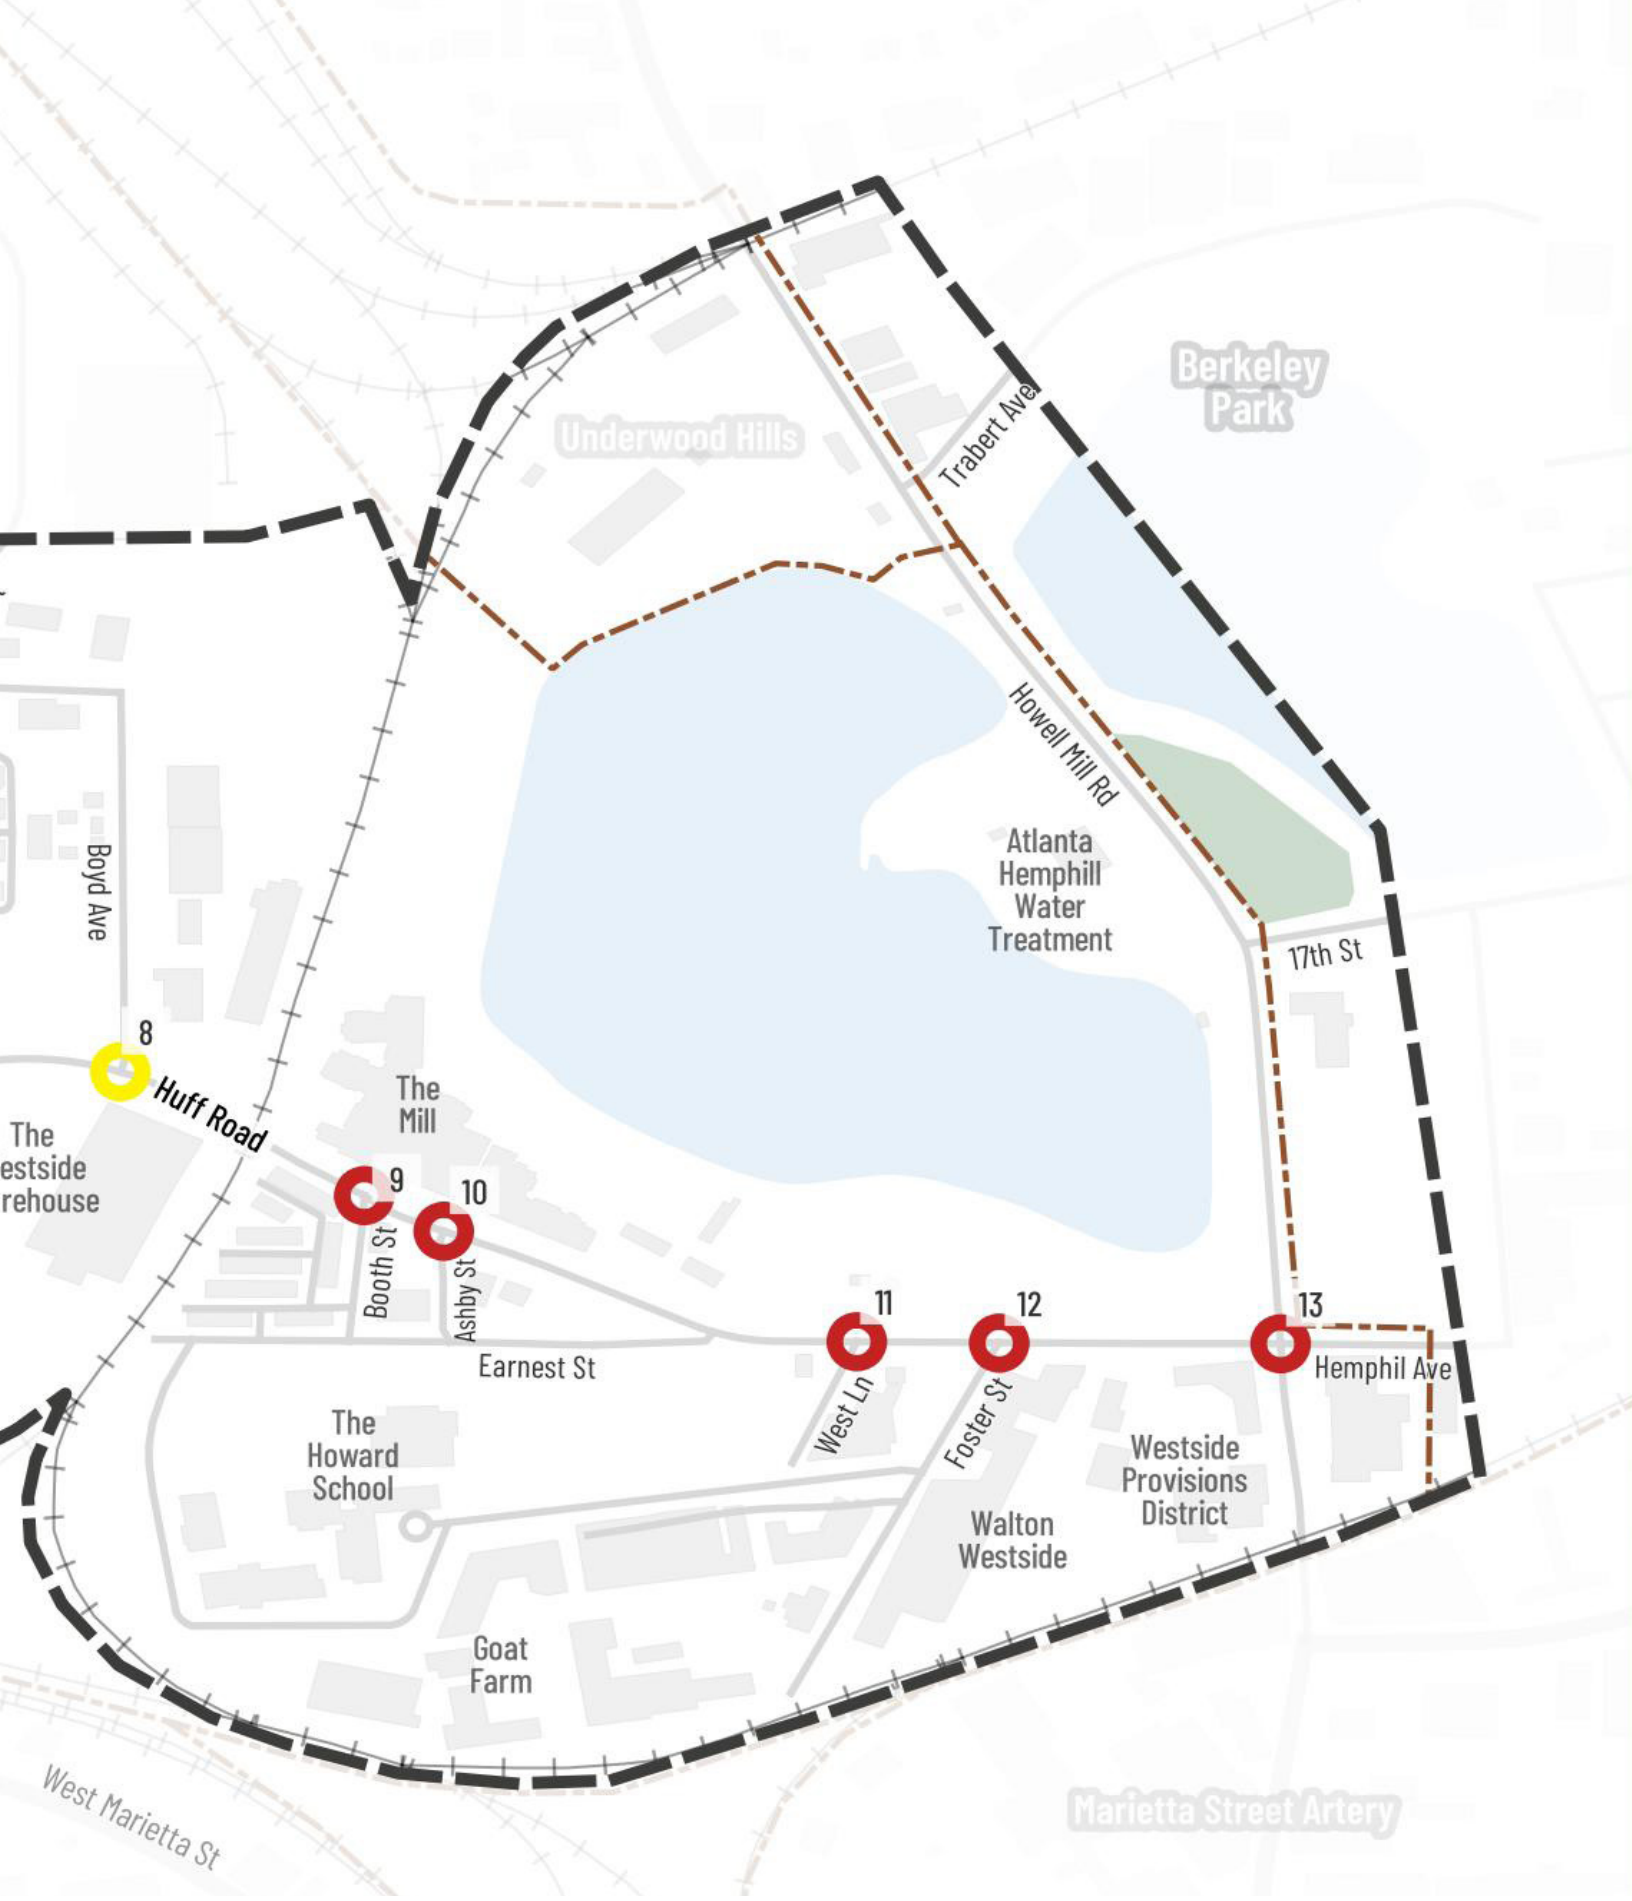 Berkeley
Park
Underwood Hills
Trabert Ave
Howell Mill Rd
Atlanta
Hemphill
Water
Treatment
Boyd Ave
17th St
8
Huff Road
The
Mill
The
estside
rehouse
9
10
Booth St
Ashby St
11
12
13
Earnest St
Hemphil Ave
West Ln
Foster St
The
Howard
School
Westside
Provisions
District
Walton
Westside
Goat
Farm
West Marietta St
Marietta Street Artery